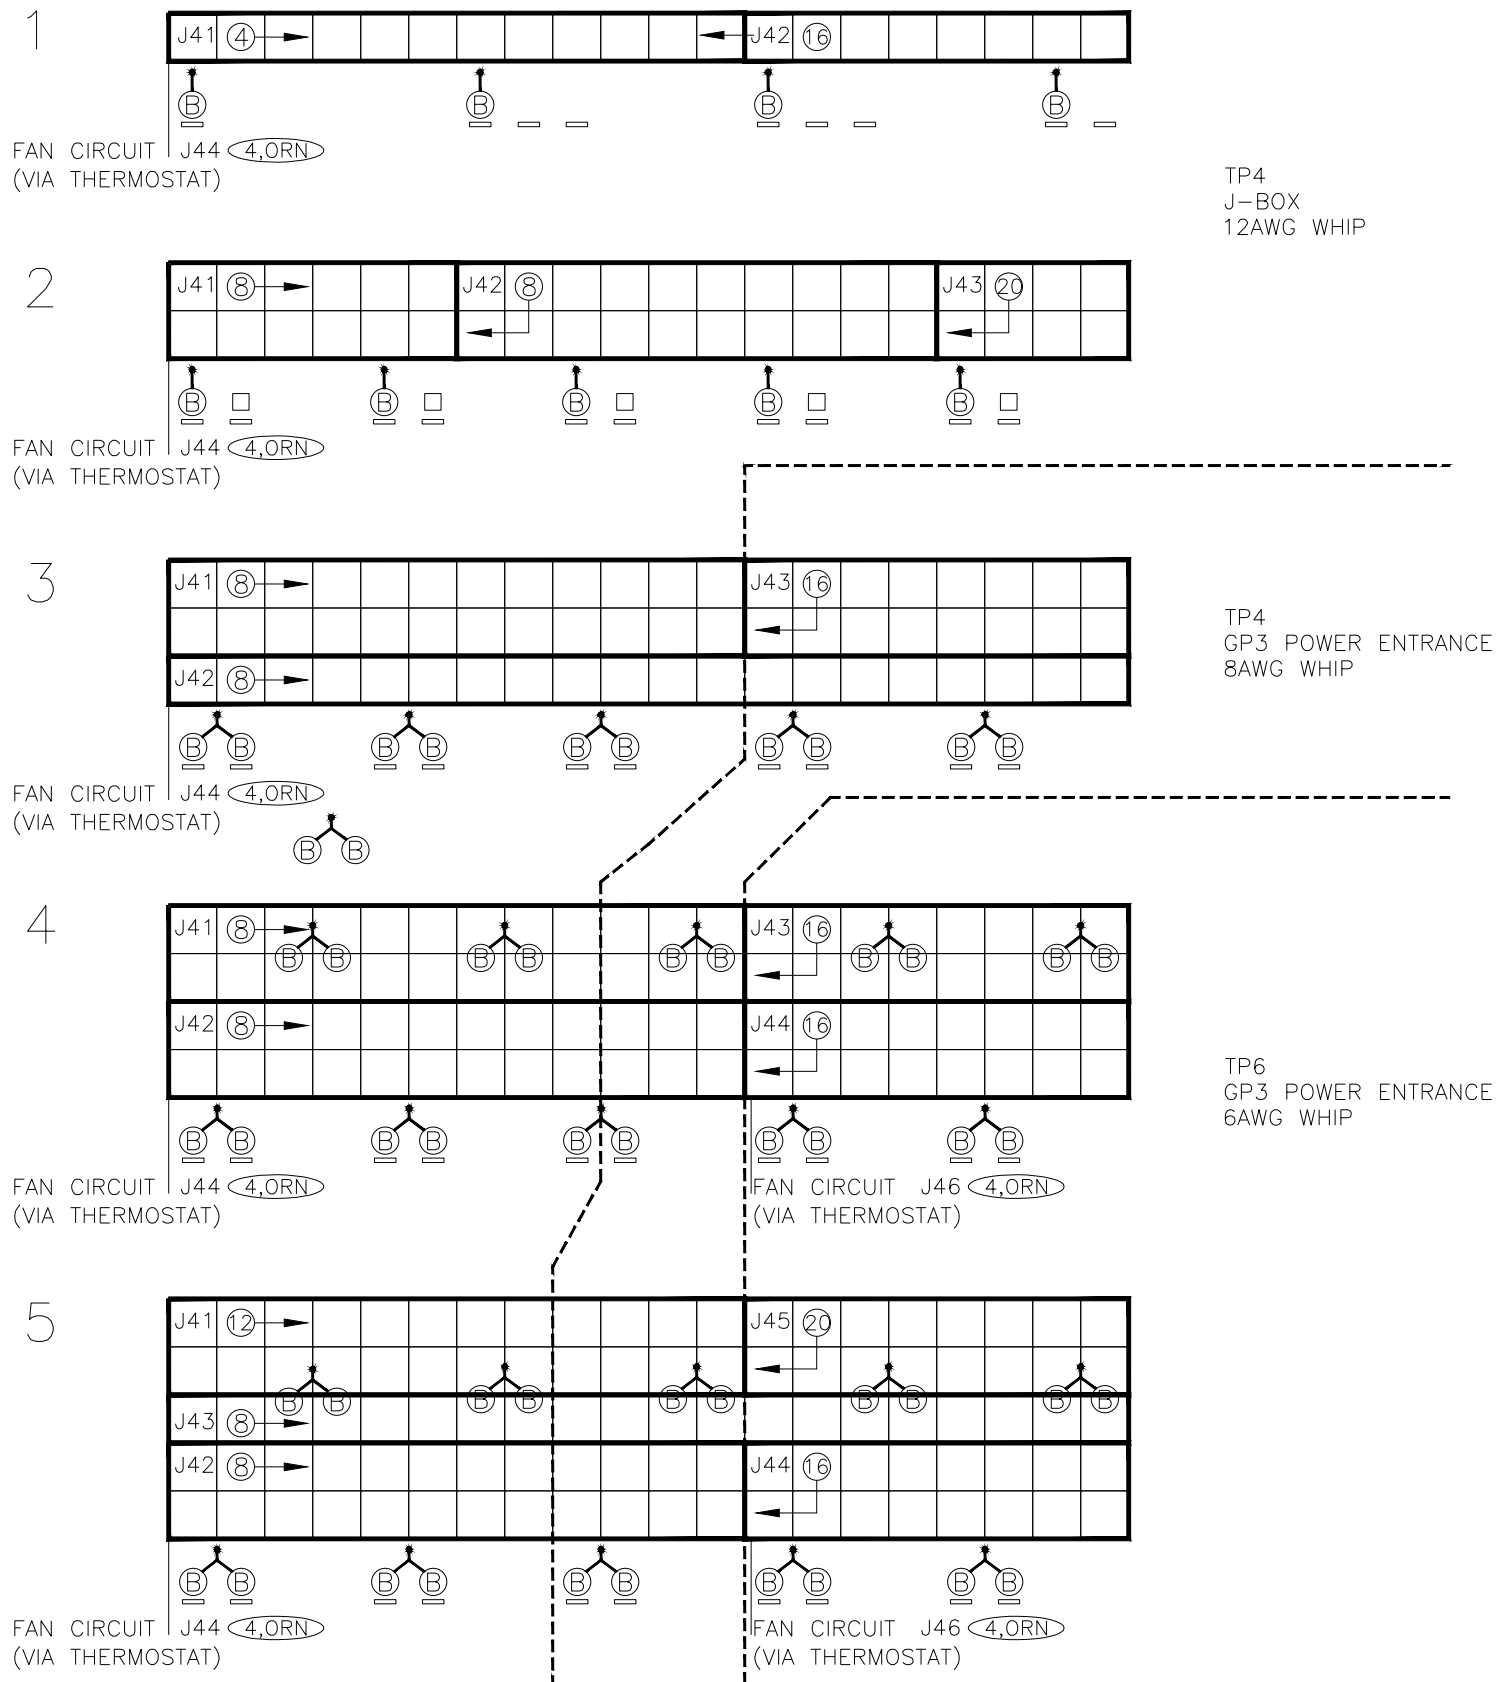 1
J41 4 J42 16
B B B B
FAN CIRCUIT J44 4,ORN
(VIA THERMOSTAT)
TP4
J-BOX
12AWG WHIP
2
J41 8 J42 8 J43 20
B B B B B
FAN CIRCUIT J44 4,ORN
(VIA THERMOSTAT)
3
J41 8 J43 16
J42 8
B B B B B B B B B B
FAN CIRCUIT J44 4,ORN
(VIA THERMOSTAT)
B B
TP4
GP3 POWER ENTRANCE
8AWG WHIP
4
J41 8 J43 16
B B B B B B B B B B
J42 8 J44 16
B B B B B B B B B B
FAN CIRCUIT J44 4,ORN
(VIA THERMOSTAT)
FAN CIRCUIT J46 4,ORN
(VIA THERMOSTAT)
TP6
GP3 POWER ENTRANCE
6AWG WHIP
5
J41 12 J45 20
B B B B B B B B B B
J43 8
J42 8 J44 16
B B B B B B B B B B
FAN CIRCUIT J44 4,ORN
(VIA THERMOSTAT)
FAN CIRCUIT J46 4,ORN
(VIA THERMOSTAT)